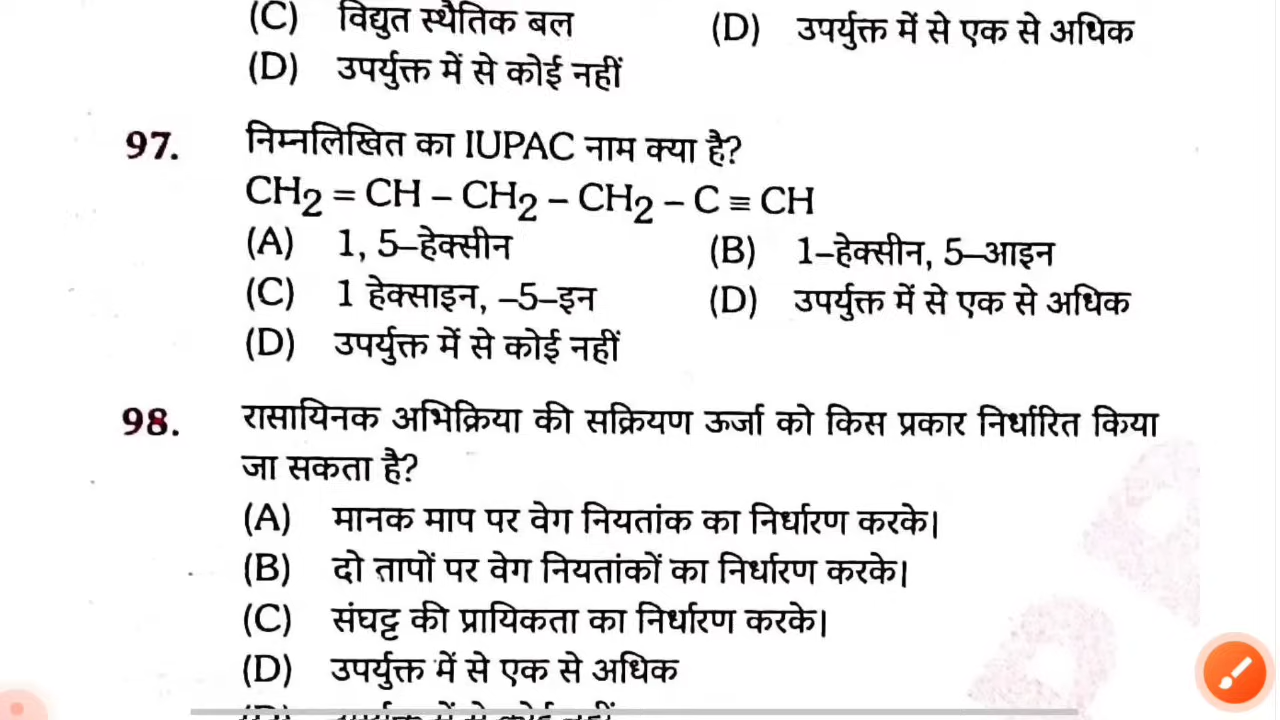 (C) विद्युत स्थैतिक बल (D) उपर्युक्त में से एक से अधिक
(D) उपर्युक्त में से कोई नहीं
97. निम्नलिखित का IUPAC नाम क्या है?
CH₂ = CH – CH₂ – CH₂ – C ≡ CH
(A) 1, 5–हेक्सीन (B) 1–हेक्सीन, 5–आइन
(C) 1 हेक्साइन, –5–इन (D) उपर्युक्त में से एक से अधिक
(D) उपर्युक्त में से कोई नहीं
98. रासायिनक अभिक्रिया की सक्रियण ऊर्जा को किस प्रकार निर्धारित किया
जा सकता है?
(A) मानक माप पर वेग नियतांक का निर्धारण करके।
(B) दो तापों पर वेग नियतांकों का निर्धारण करके।
(C) संघट्ट की प्रायिकता का निर्धारण करके।
(D) उपर्युक्त में से एक से अधिक